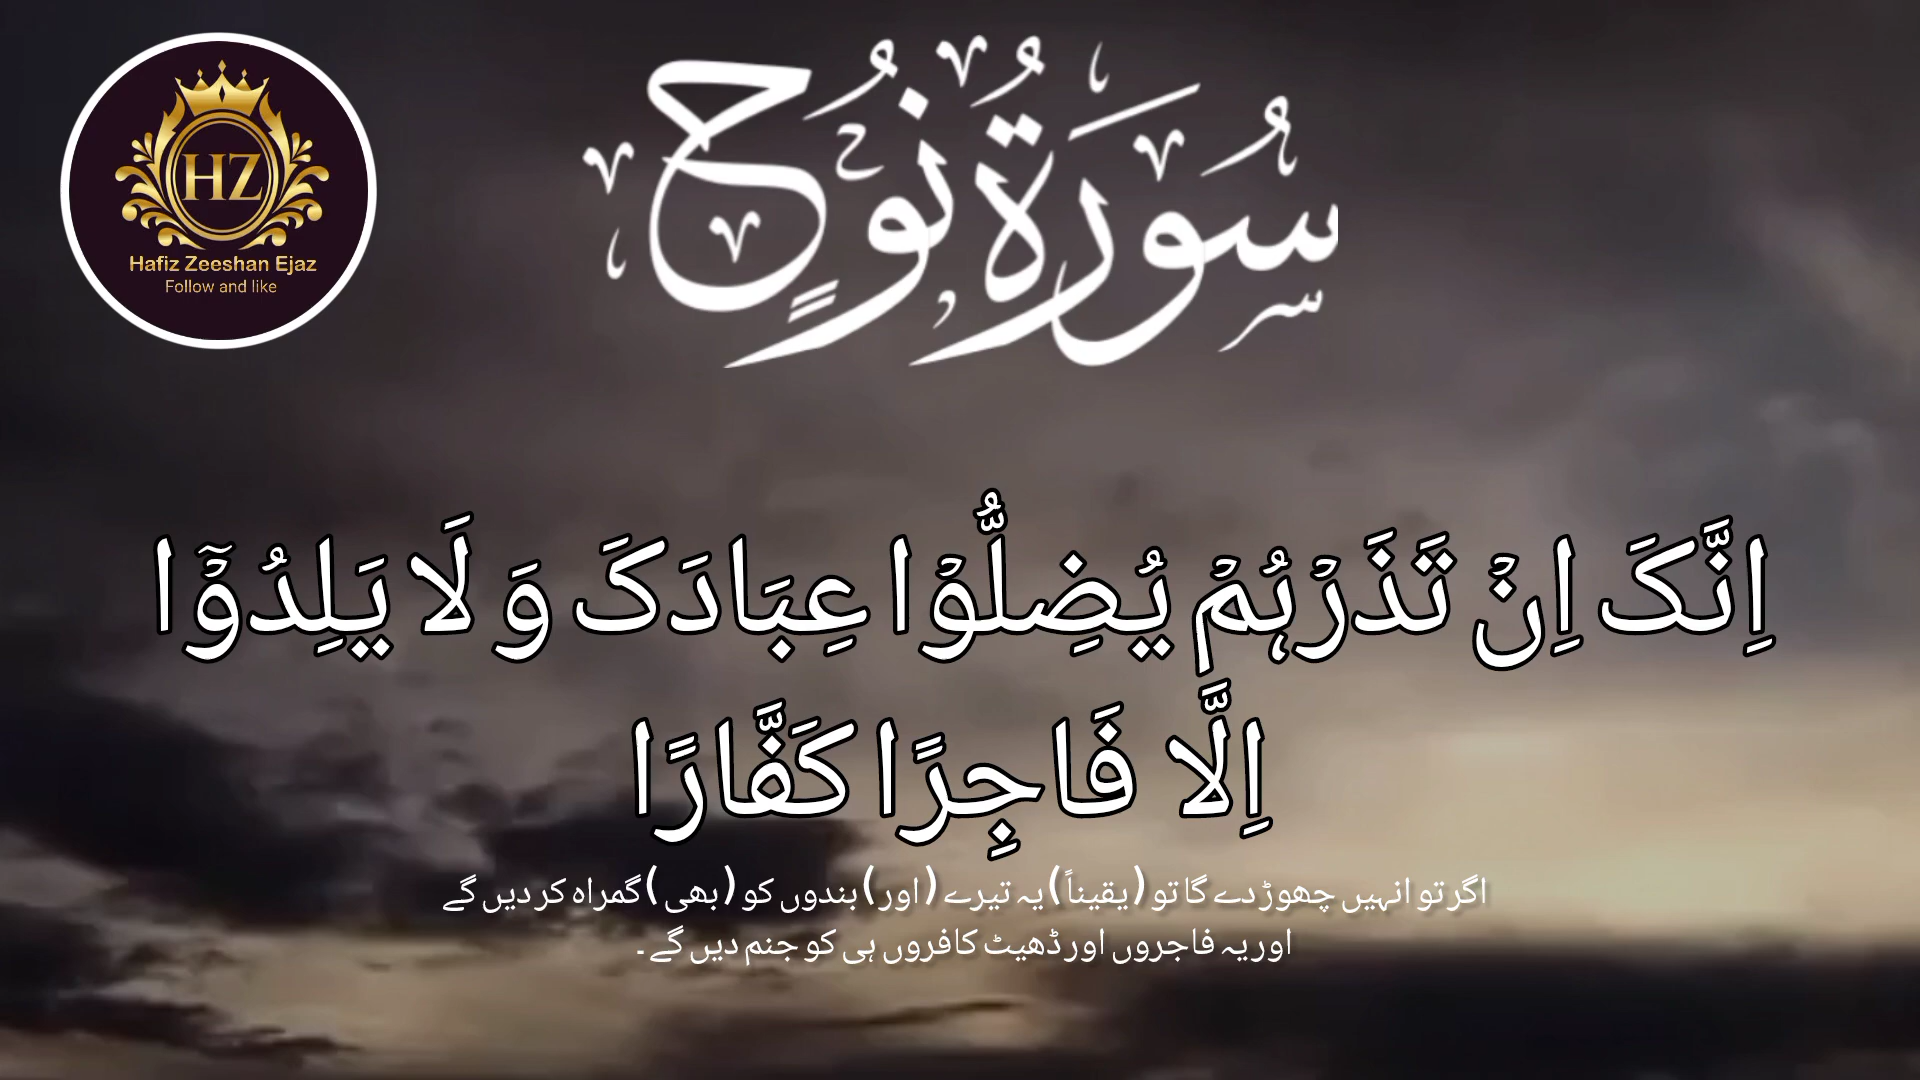 HZ
Hafiz Zeeshan Ejaz
Follow and like
سُورَةُ نُوحٍ
اِنَّکَ اِنۡ تَذَرۡہُمۡ یُضِلُّوۡا عِبَادَکَ وَ لَا یَلِدُوۡۤا
اِلَّا فَاجِرًا کَفَّارًا
اگر تو انہیں چھوڑ دے گا تو (یقیناً) یہ تیرے (اور) بندوں کو (بھی) گمراہ کر دیں گے
اور یہ فاجروں اور ڈھیٹ کافروں ہی کو جنم دیں گے۔